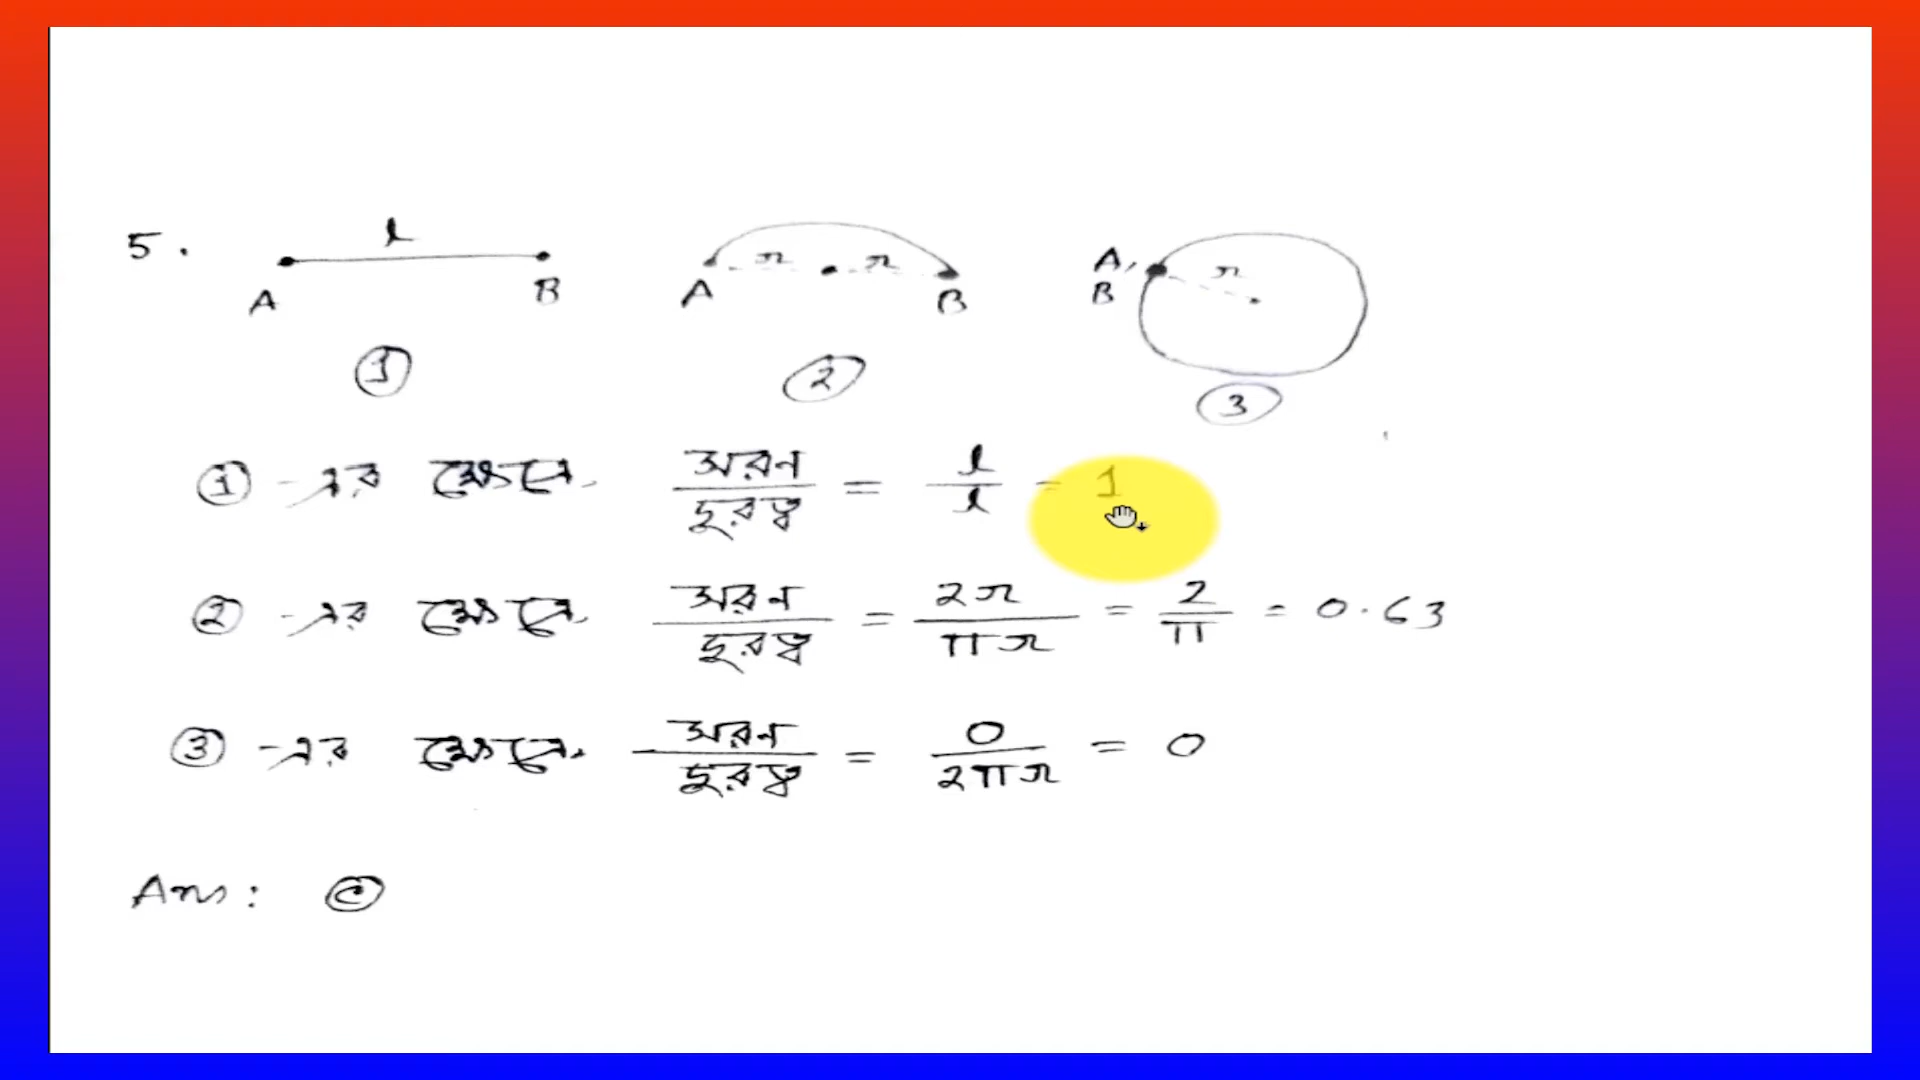 5. l r r A, r
A B A B B
① ② ③
① -এর ক্ষেত্রে, সরণ/দূরত্ব = l/l = 1
② -এর ক্ষেত্রে, সরণ/দূরত্ব = 2r/πr = 2/π = 0.63
③ -এর ক্ষেত্রে, সরণ/দূরত্ব = 0/2πr = 0
Ans: ⓒ